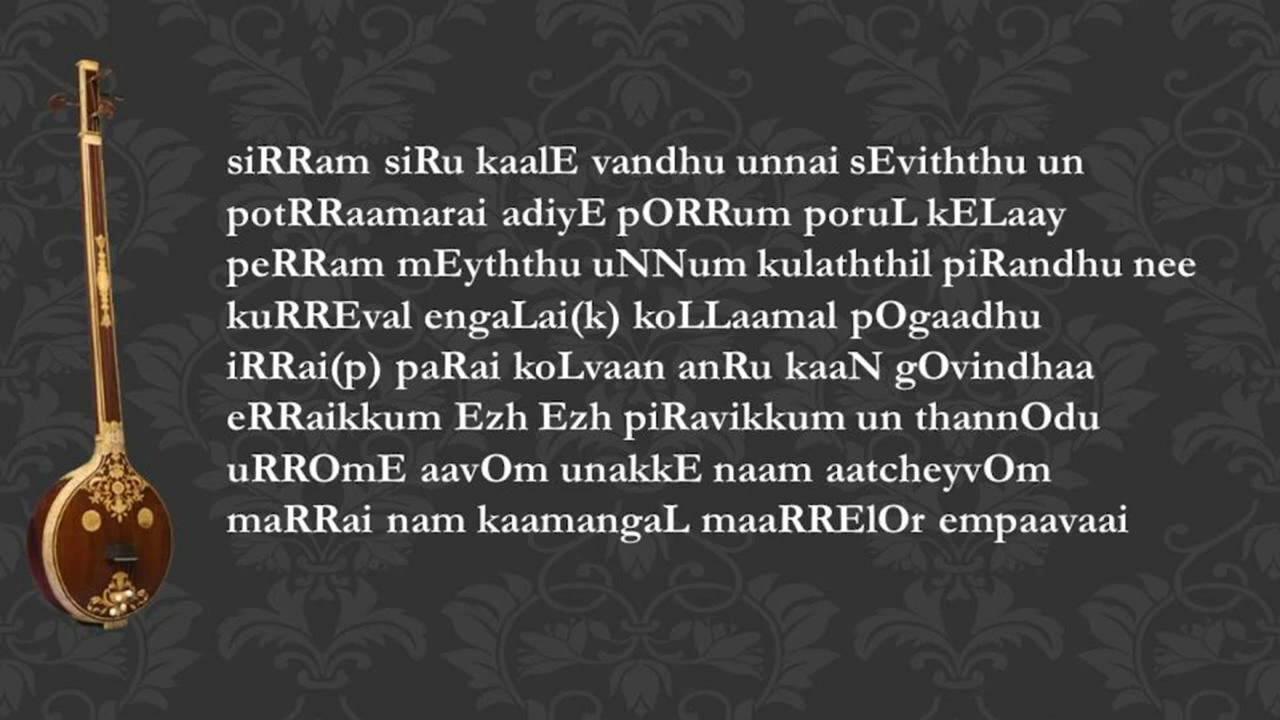 siRRam siRu kaalE vandhu unnai sEviththu un
potRRaamarai adiyE pORRum poruL kELaay
peRRam mEyththu uNNum kulaththil piRandhu nee
kuRREval engaLai(k) koLLaamal pOgaadhu
iRRai(p) paRai koLvaan anRu kaaN gOvindhaa
eRRaikkum Ezh Ezh piRavikkum un thannOdu
uRROmE aavOm unakkE naam aatcheyvOm
maRRai nam kaamangaL maaRRElOr empaavaai